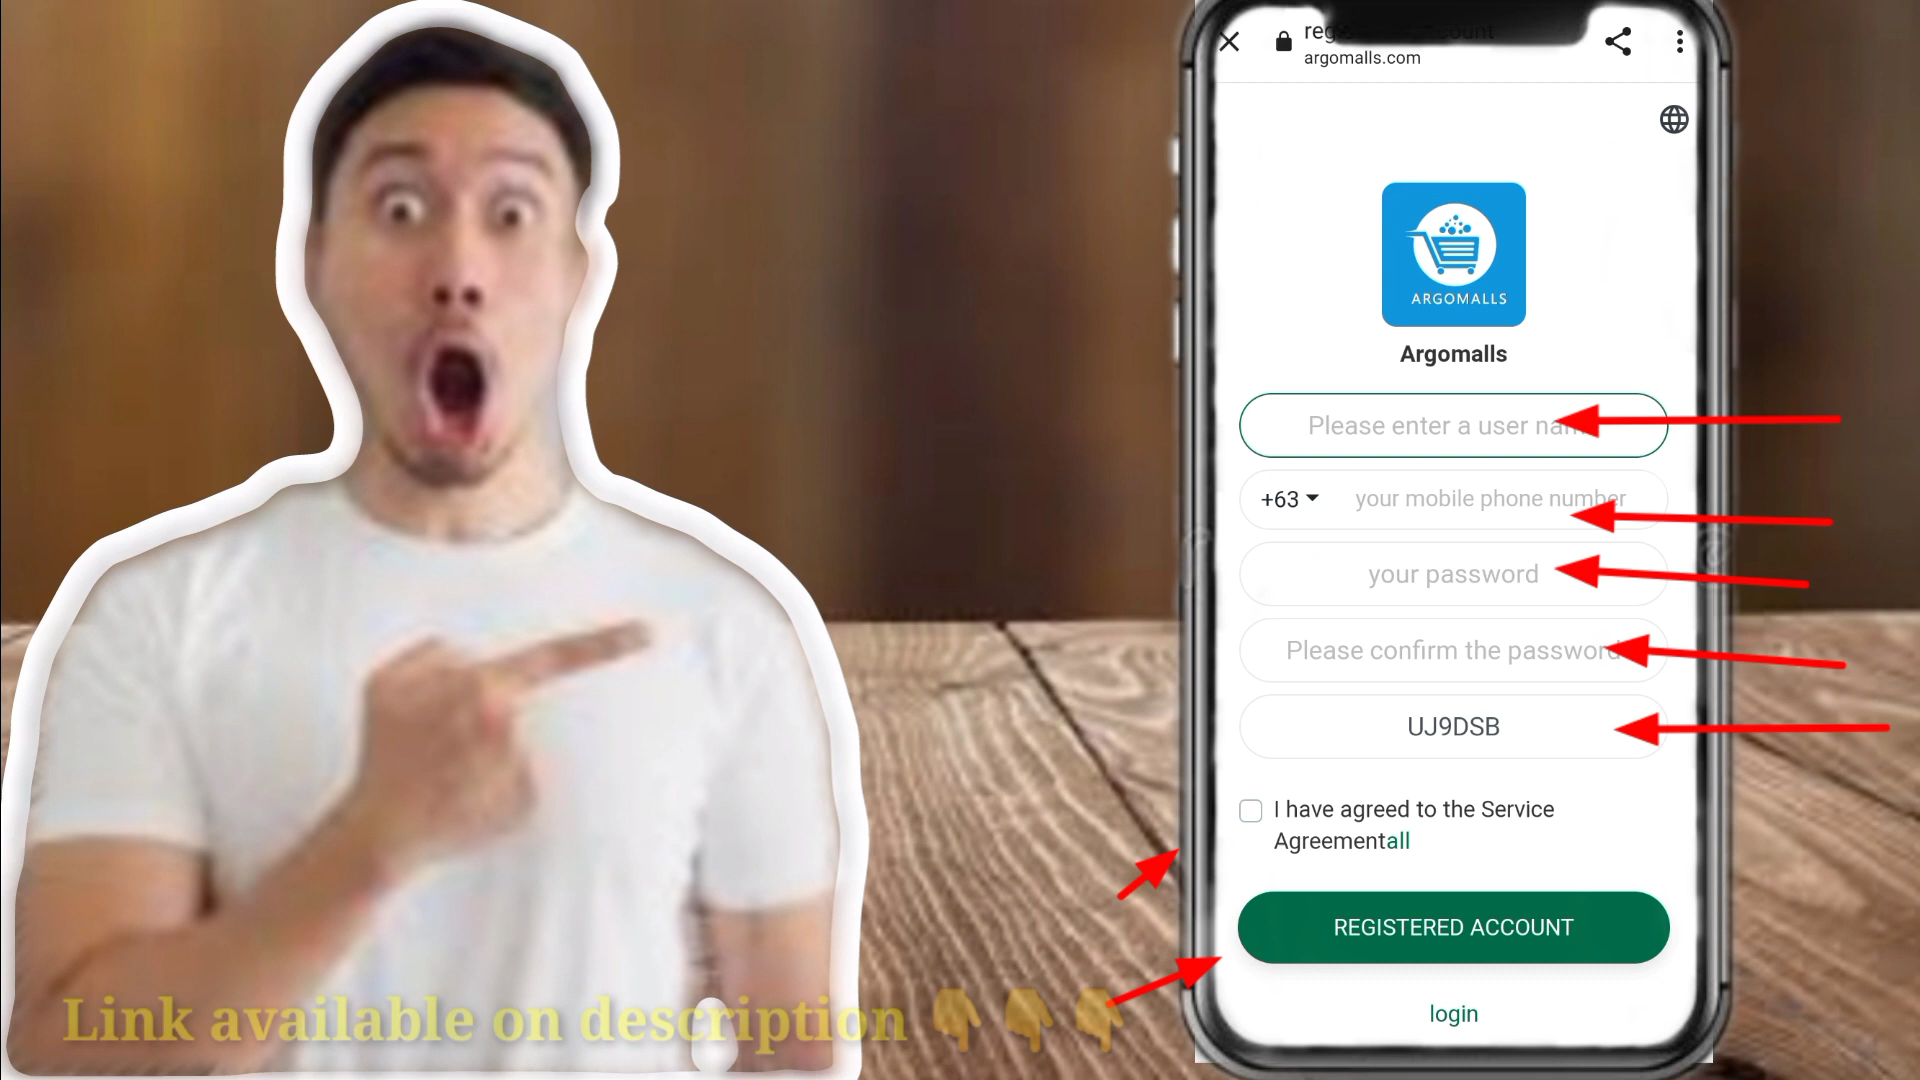 argomalls.com
ARGOMALLS
Argomalls
Please enter a user
+63 your mobile phone number
your password
Please confirm the password
UJ9DSB
I have agreed to the Service
Agreementall
REGISTERED ACCOUNT
login
Link available on description 👇👇👇